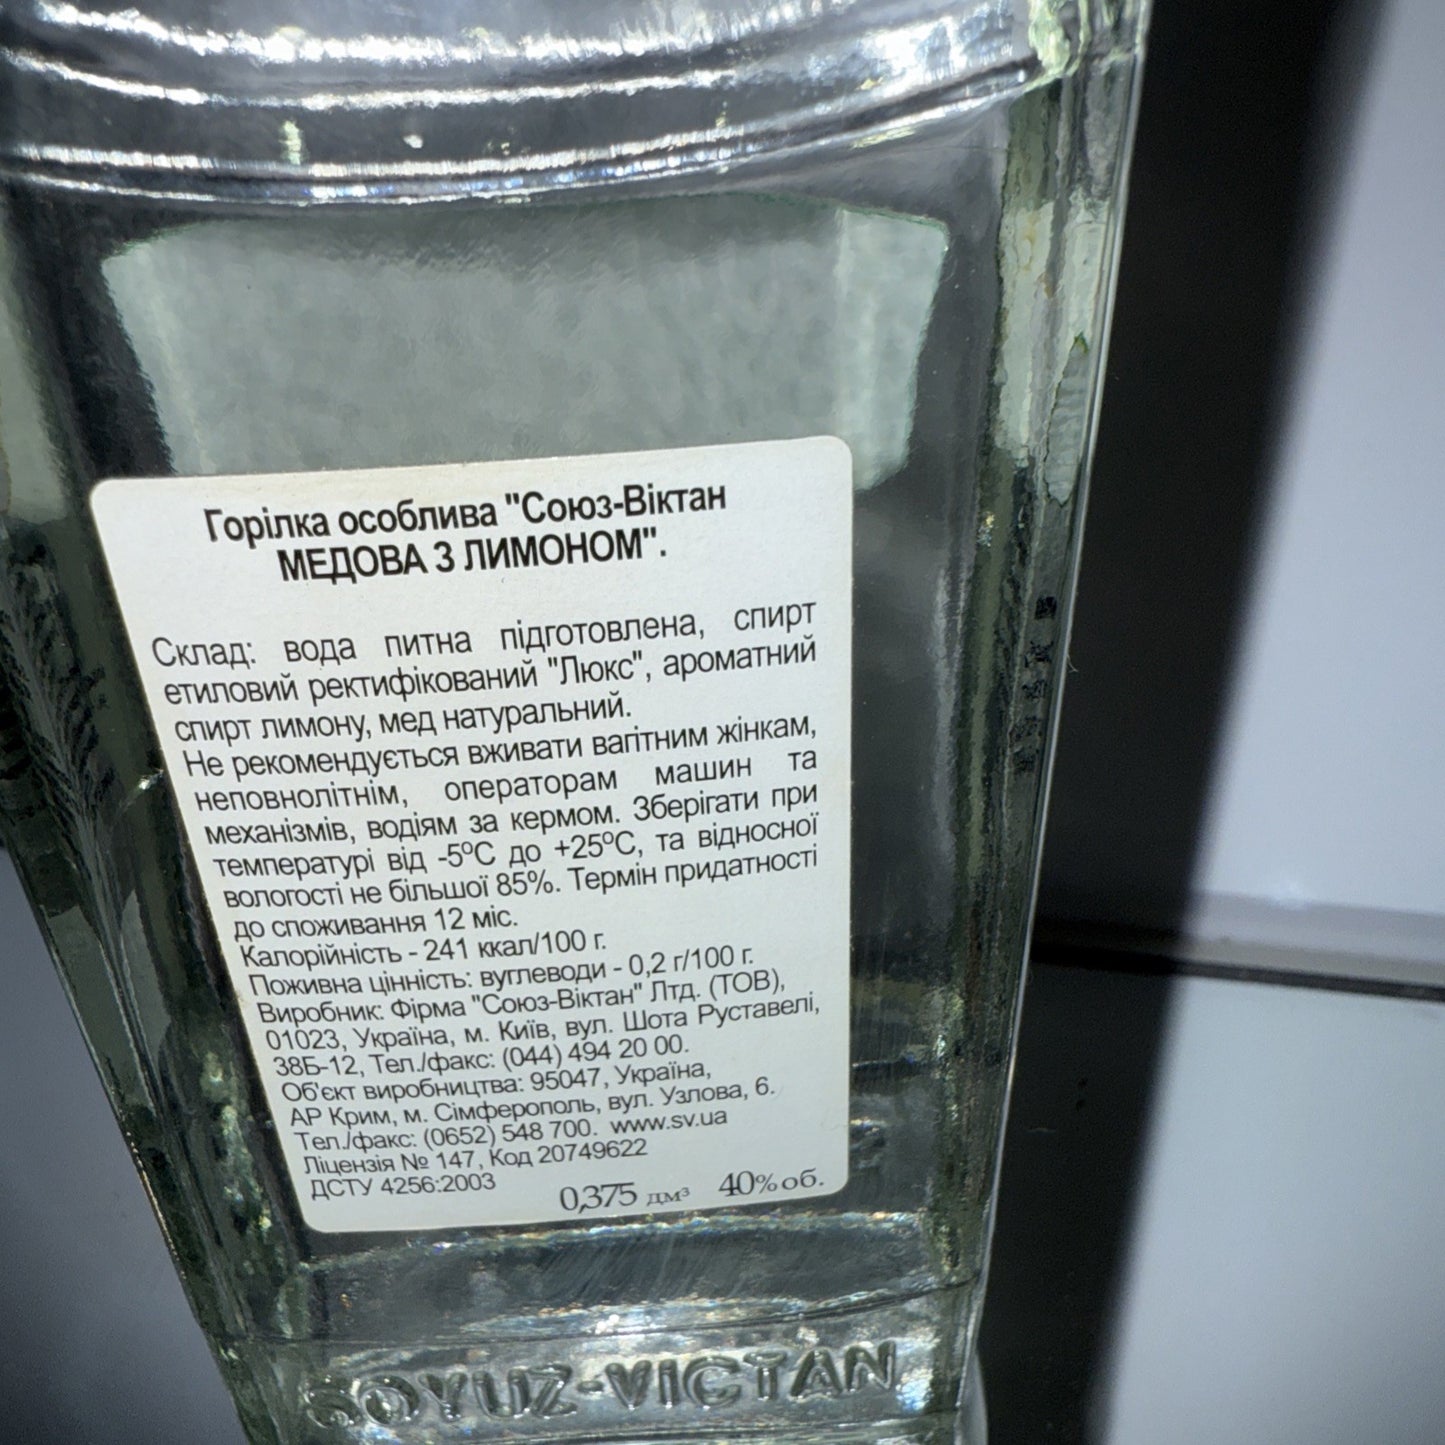 Горілка особлива "Союз-Віктан
МЕДОВА З ЛИМОНОМ".
Склад: вода питна підготовлена, спирт
етиловий ректифікований "Люкс", ароматний
спирт лимону, мед натуральний.
Не рекомендується вживати вагітним жінкам,
неповнолітнім, операторам машин та
механізмів, водіям за кермом. Зберігати при
температурі від -5ºС до +25ºС, та відносної
вологості не більшої 85%. Термін придатності
до споживання 12 міс.
Калорійність - 241 ккал/100 г.
Поживна цінність: вуглеводи - 0,2 г/100 г.
Виробник: Фірма "Союз-Віктан" Лтд. (ТОВ),
01023, Україна, м. Київ, вул. Шота Руставелі,
38Б-12, Тел./факс: (044) 494 20 00.
Об'єкт виробництва: 95047, Україна,
АР Крим, м. Сімферополь, вул. Узлова, 6.
Тел./факс: (0652) 548 700. www.sv.ua
Ліцензія № 147, Код 20749622
ДСТУ 4256:2003
0,375 дм³ 40% об.
SOYUZ-VICTAN